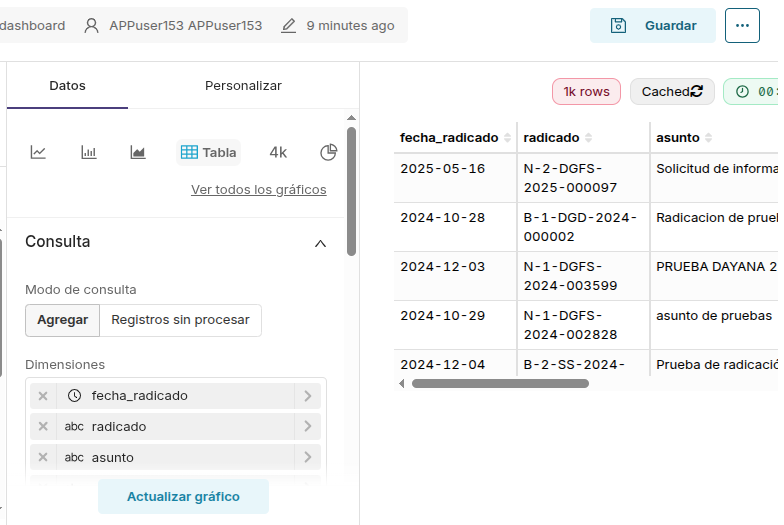 dashboard APPuser153 APPuser153 9 minutes ago Guardar ...
Datos Personalizar
1k rows Cached 00:
Tabla 4k
Ver todos los gráficos
Consulta
Modo de consulta
Agregar Registros sin procesar
Dimensiones
fecha_radicado
abc radicado
abc asunto
Actualizar gráfico
fecha_radicado radicado asunto
2025-05-16 N-2-DGFS- Solicitud de informa
2025-000097
2024-10-28 B-1-DGD-2024- Radicacion de prue
000002
2024-12-03 N-1-DGFS- PRUEBA DAYANA 2
2024-003599
2024-10-29 N-1-DGFS- asunto de pruebas
2024-002828
2024-12-04 B-2-SS-2024- Prueba de radicació